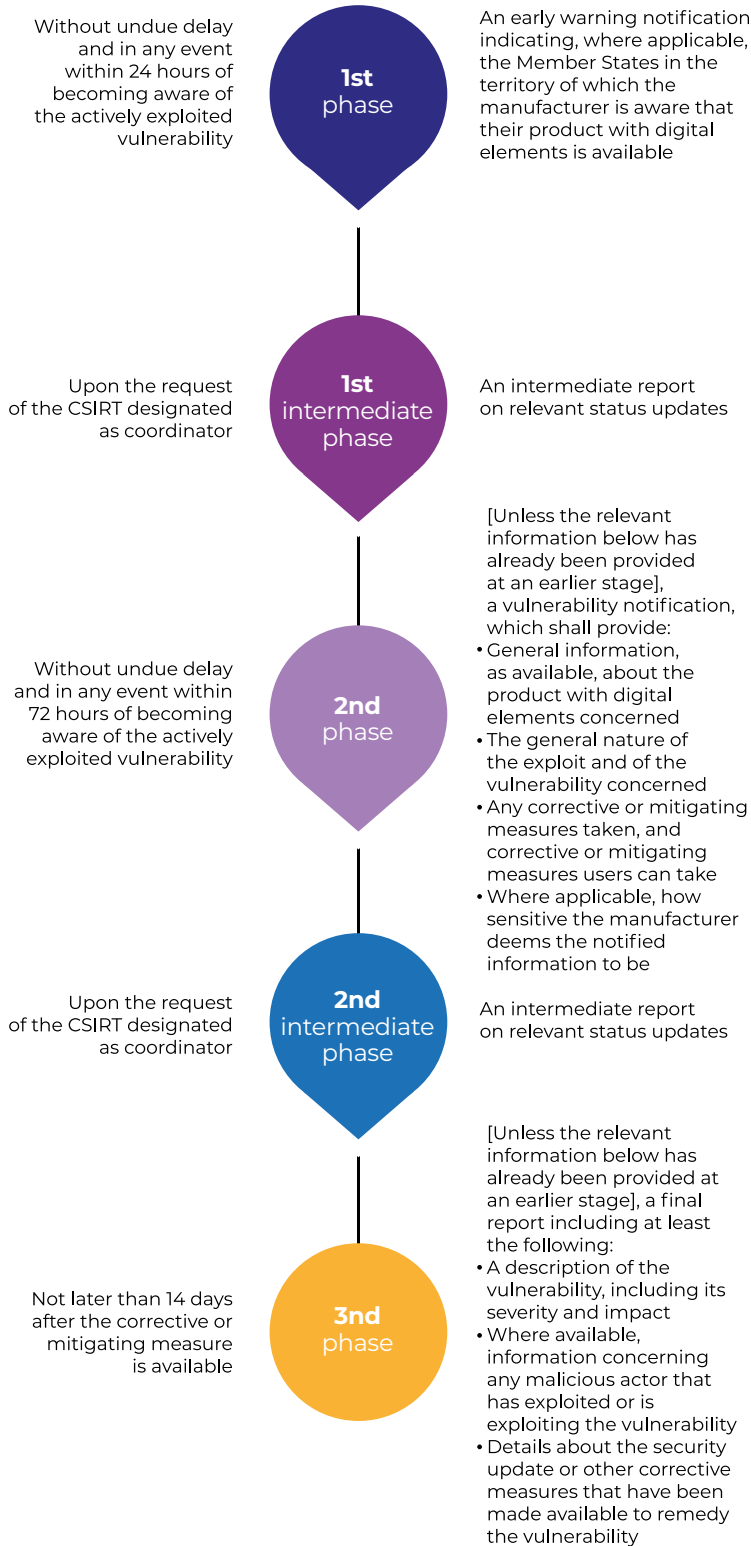 Without undue delay
and in any event
within 24 hours of
becoming aware of
the actively exploited
vulnerability
1st
phase
An early warning notification
indicating, where applicable,
the Member States in the
territory of which the
manufacturer is aware that
their product with digital
elements is available
Upon the request
of the CSIRT designated
as coordinator
1st
intermediate
phase
An intermediate report
on relevant status updates
Without undue delay
and in any event within
72 hours of becoming
aware of the actively
exploited vulnerability
2nd
phase
[Unless the relevant
information below has
already been provided
at an earlier stage],
a vulnerability notification,
which shall provide:
• General information,
as available, about the
product with digital
elements concerned
• The general nature of
the exploit and of the
vulnerability concerned
• Any corrective or mitigating
measures taken, and
corrective or mitigating
measures users can take
• Where applicable, how
sensitive the manufacturer
deems the notified
information to be
Upon the request
of the CSIRT designated
as coordinator
2nd
intermediate
phase
An intermediate report
on relevant status updates
Not later than 14 days
after the corrective or
mitigating measure
is available
3nd
phase
[Unless the relevant
information below has
already been provided at
an earlier stage], a final
report including at least
the following:
• A description of the
vulnerability, including its
severity and impact
• Where available,
information concerning
any malicious actor that
has exploited or is
exploiting the vulnerability
• Details about the security
update or other corrective
measures that have been
made available to remedy
the vulnerability